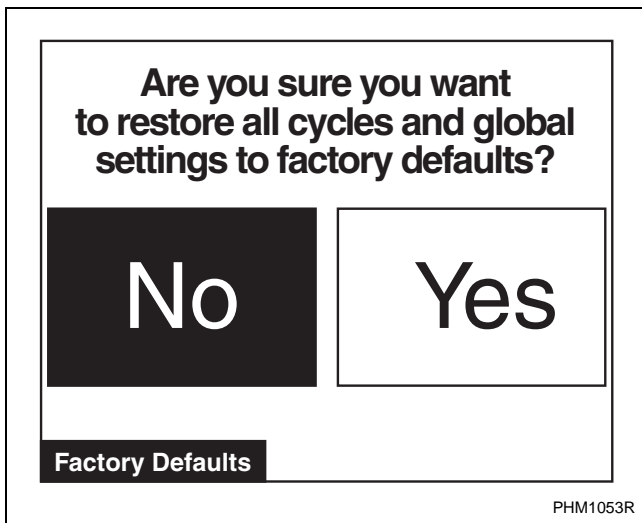 Are you sure you want
to restore all cycles and global
settings to factory defaults?
No Yes
Factory Defaults
PHM1053R